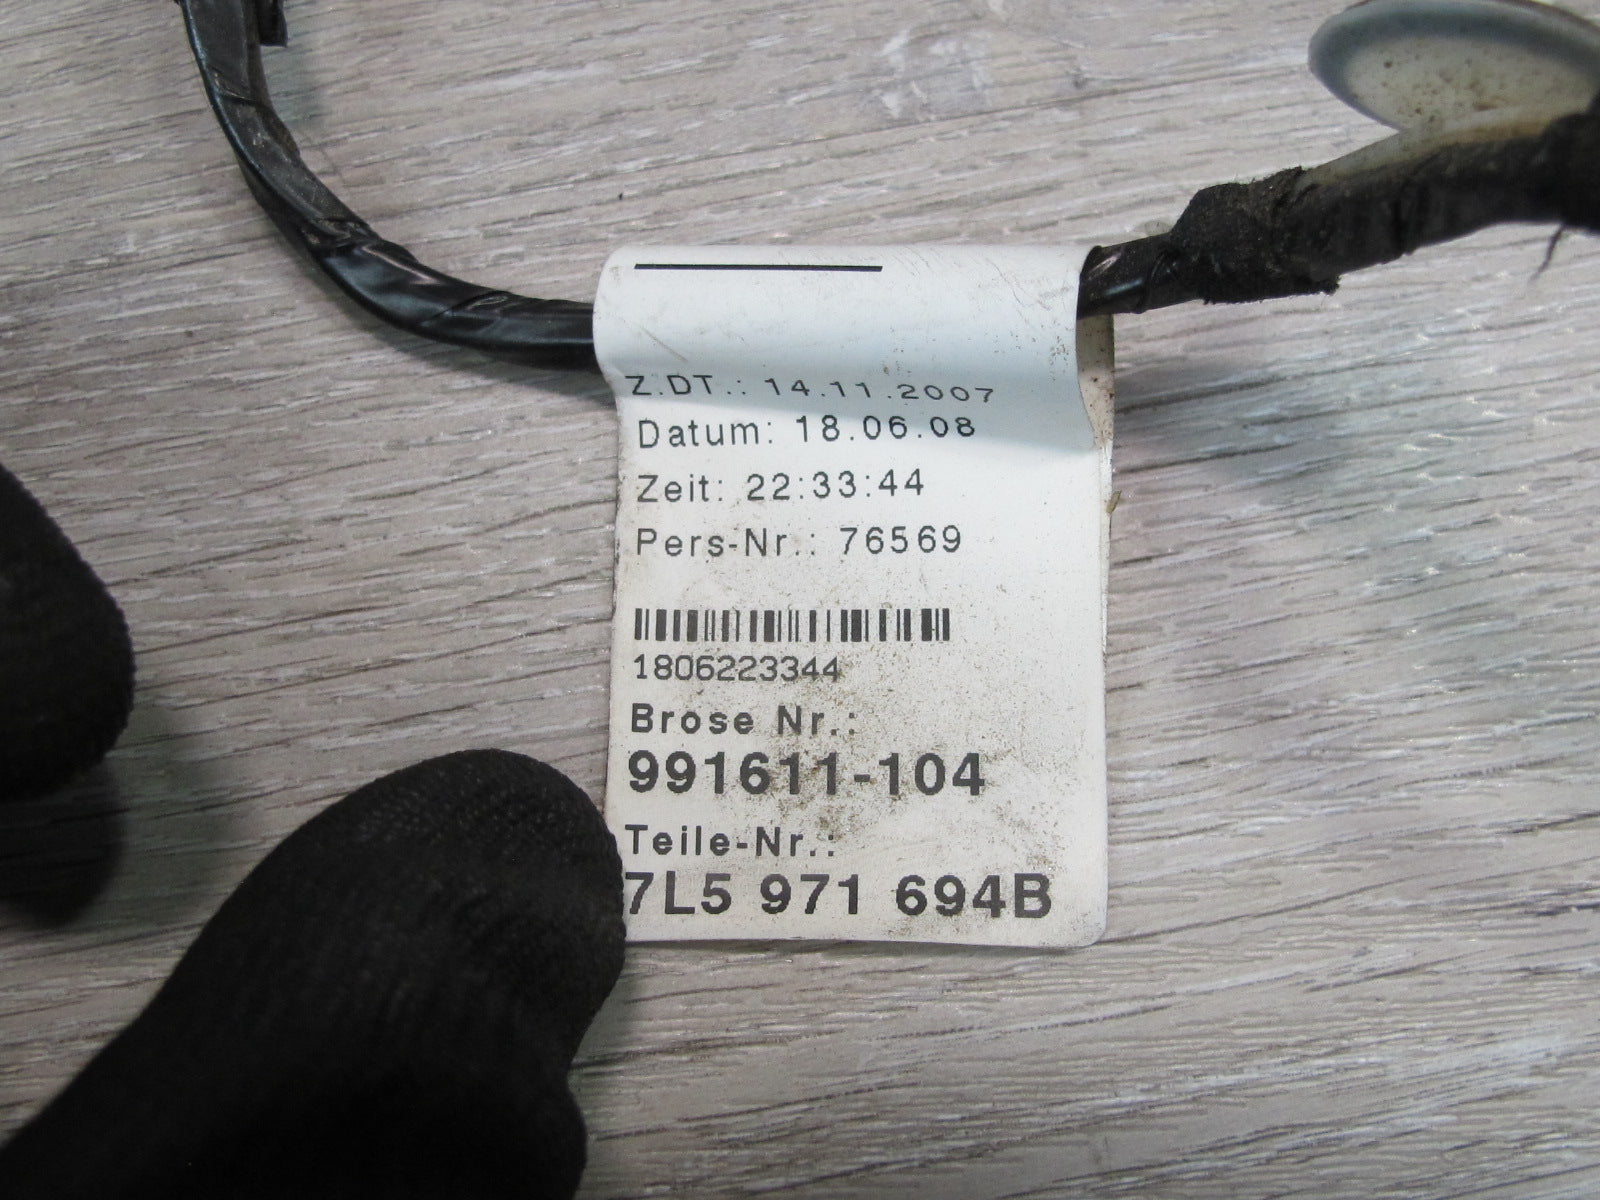 Z.DT.: 14.11.2007
Datum: 18.06.08
Zeit: 22:33:44
Pers-Nr.: 76569
1806223344
Brose Nr.:
991611-104
Teile-Nr.:
7L5 971 694B